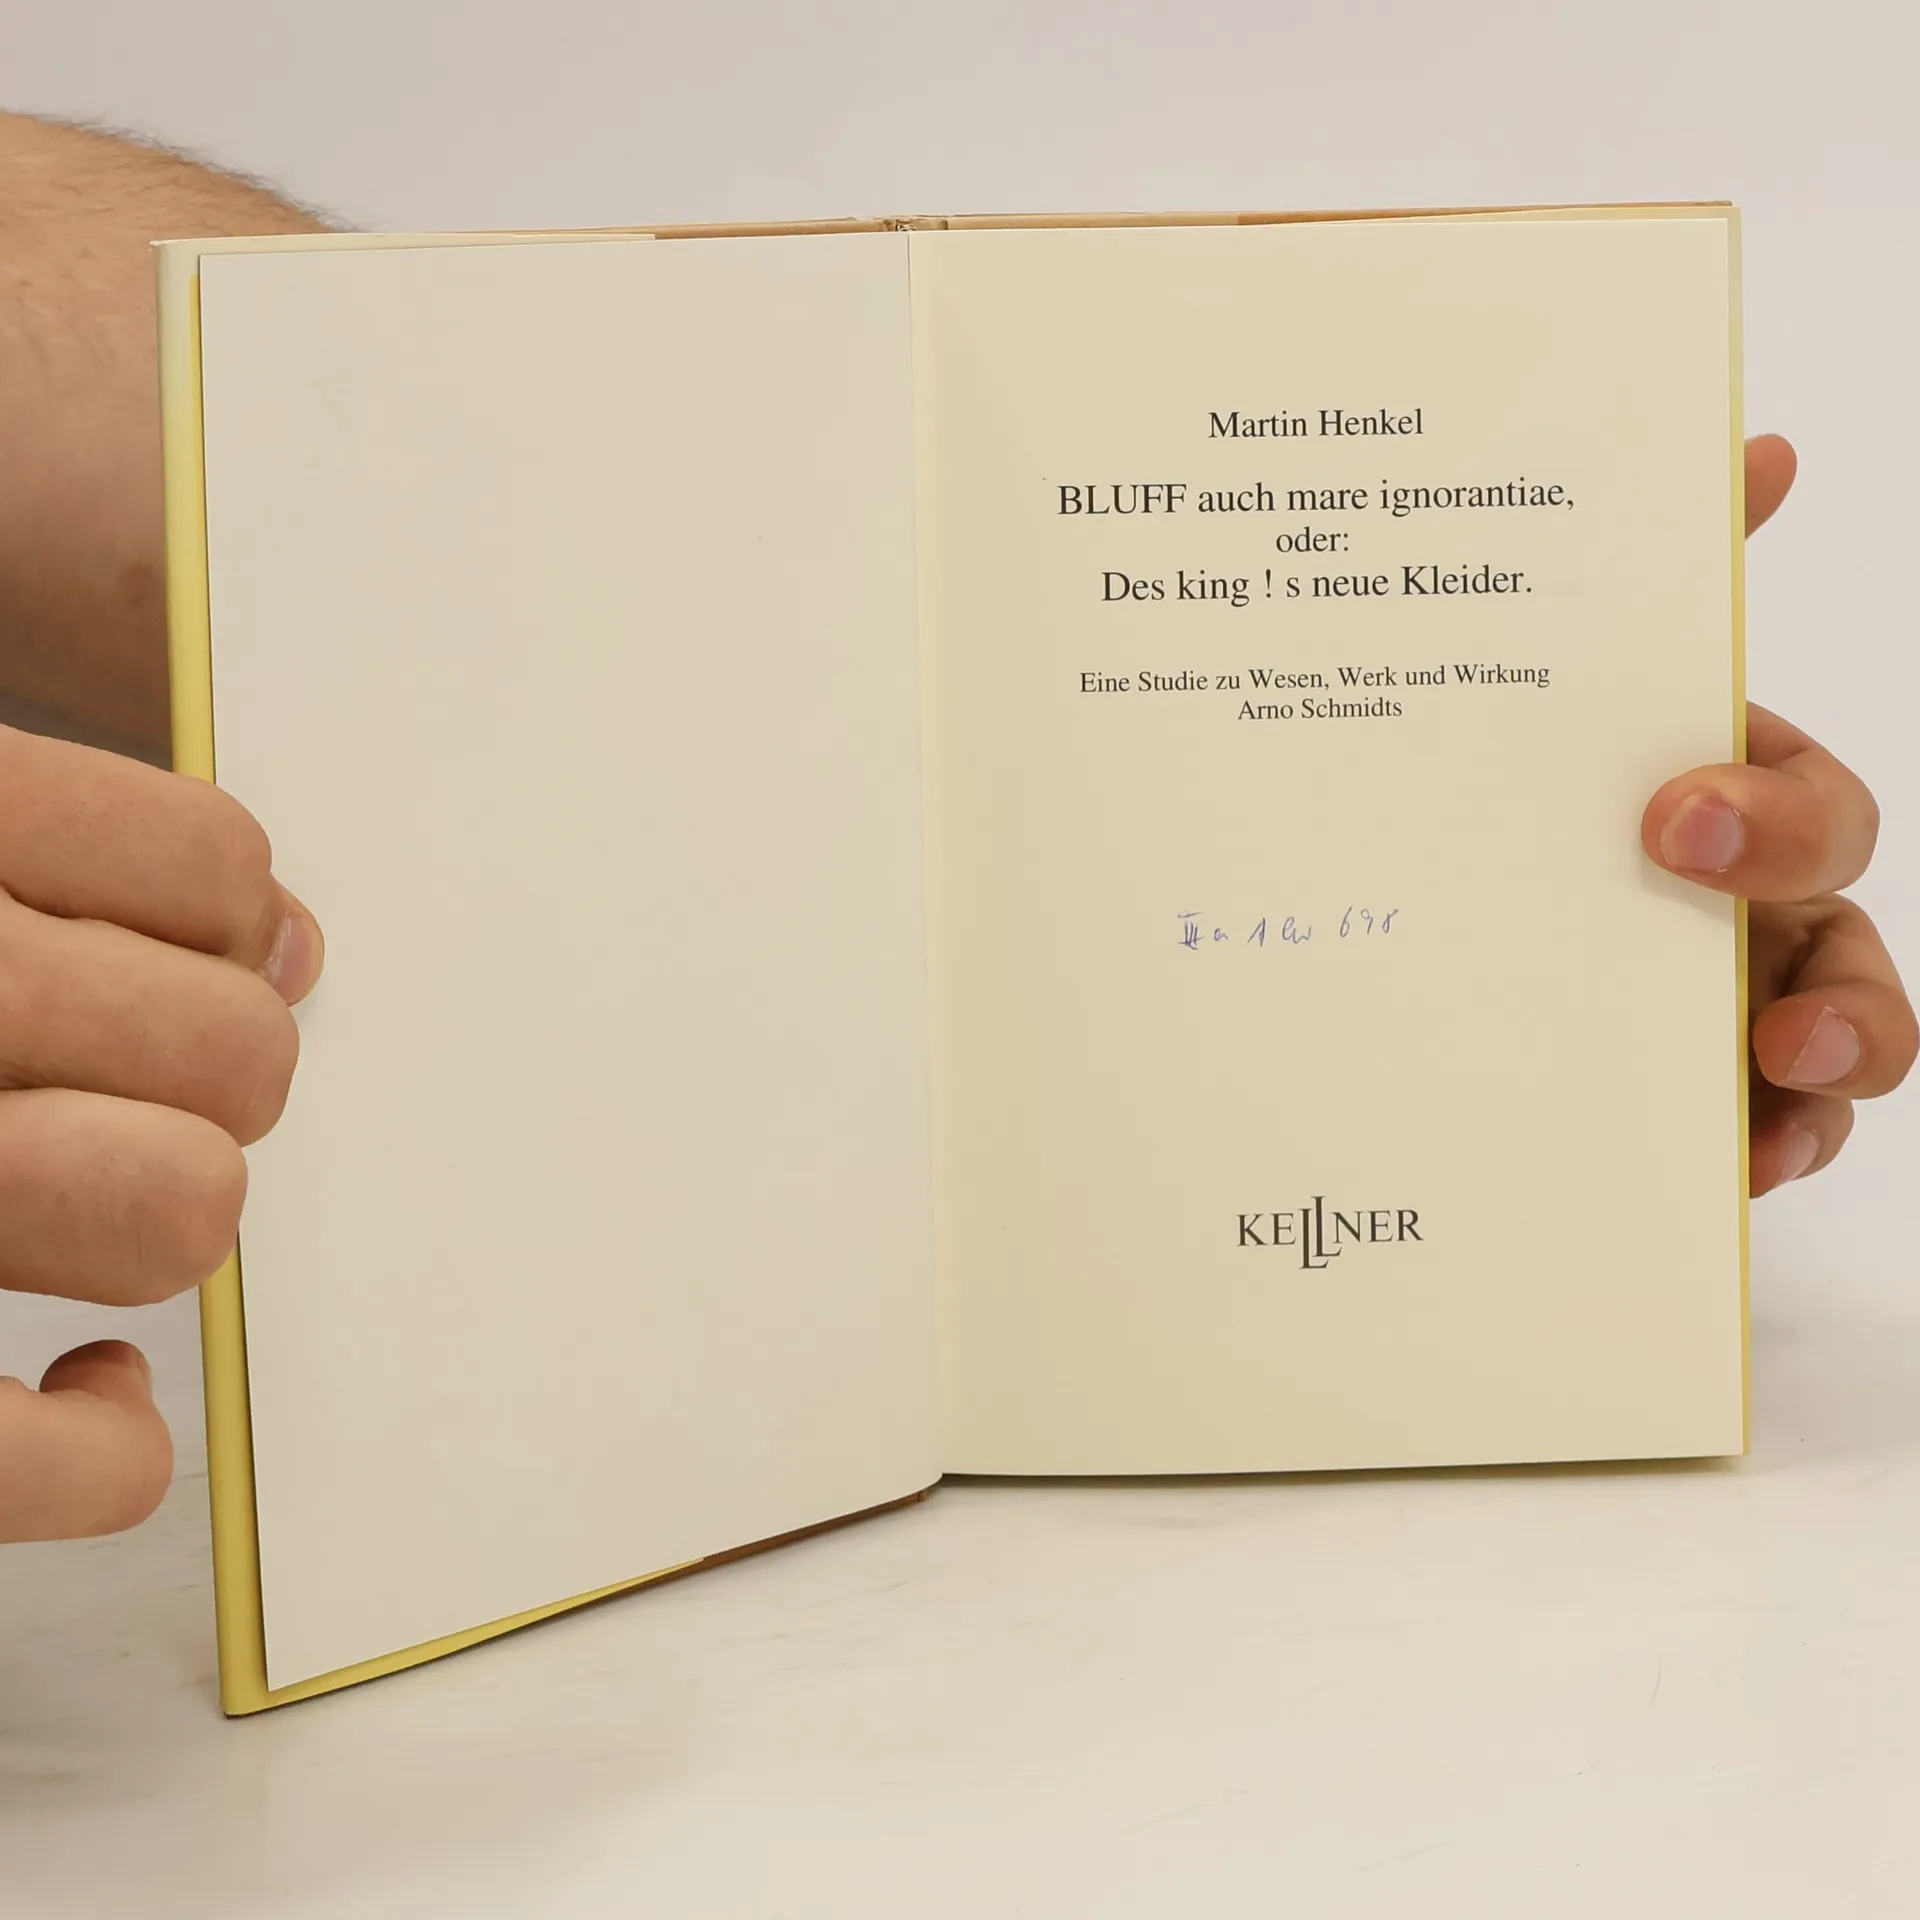 Martin Henkel
BLUFF auch mare ignorantiae,
oder:
Des king ! s neue Kleider.
Eine Studie zu Wesen, Werk und Wirkung
Arno Schmidts
698
KELLNER